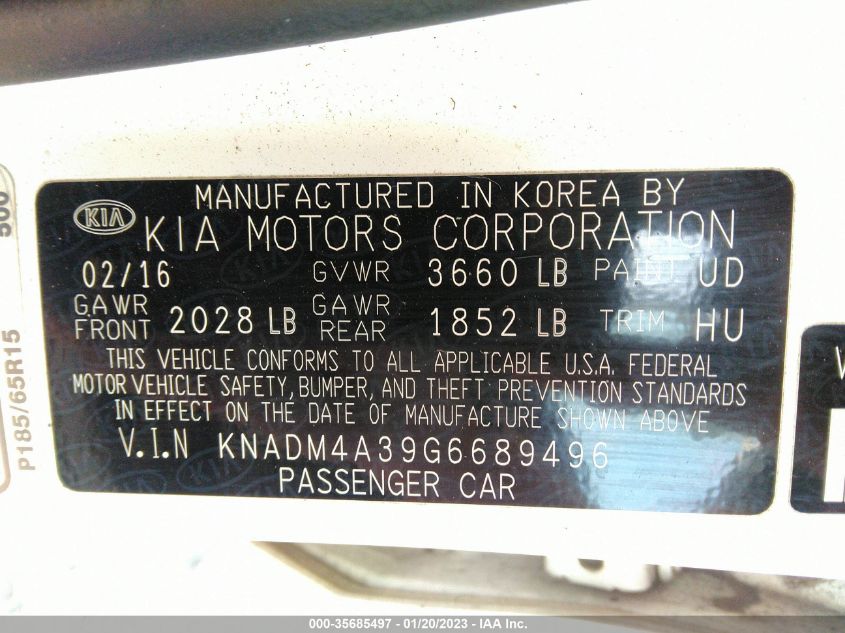 MANUFACTURED IN KOREA BY
KIA
KIA MOTORS CORPORATION
02/16 GVWR 3660 LB PAINT UD
GAWR FRONT 2028 LB GAWR REAR 1852 LB TRIM HU
THIS VEHICLE CONFORMS TO ALL APPLICABLE U.S.A. FEDERAL
MOTOR VEHICLE SAFETY, BUMPER, AND THEFT PREVENTION STANDARDS
IN EFFECT ON THE DATE OF MANUFACTURE SHOWN ABOVE
V.I.N KNADM4A39G6689496
PASSENGER CAR
P185/65R15
500
000-35685497 - 01/20/2023 - IAA Inc.